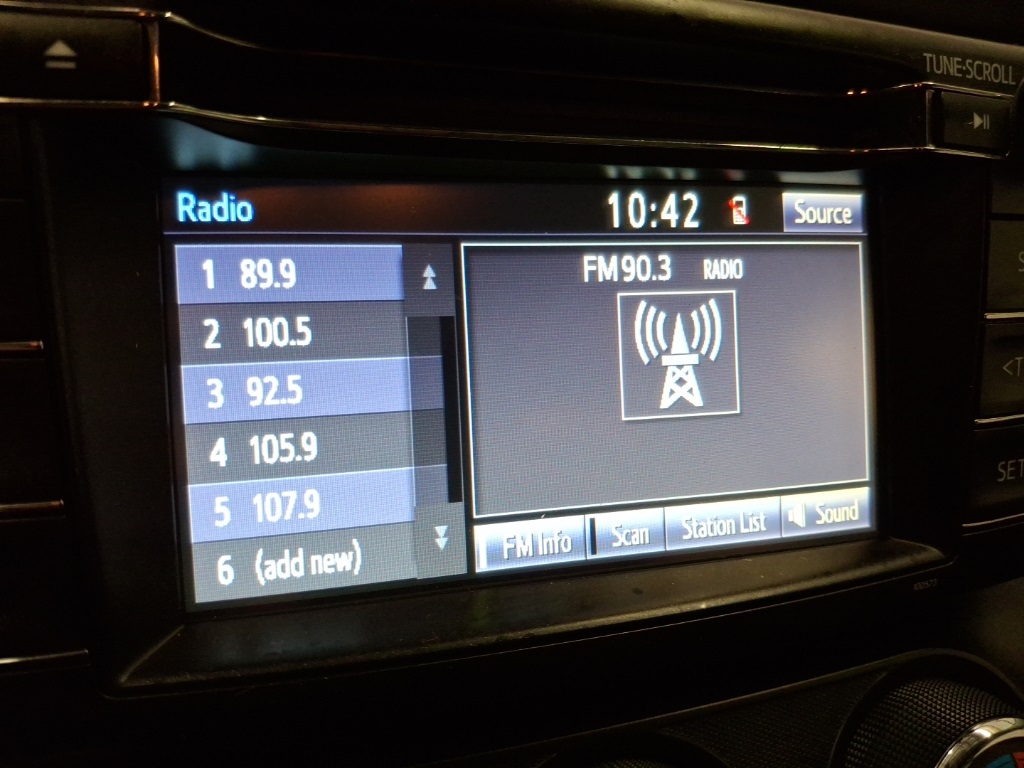 TUNE·SCROLL
Radio 10:42 Source
1 89.9
2 100.5
3 92.5
4 105.9
5 107.9
6 (add new)
FM 90.3 RADIO
FM Info Scan Station List Sound
<T
SET